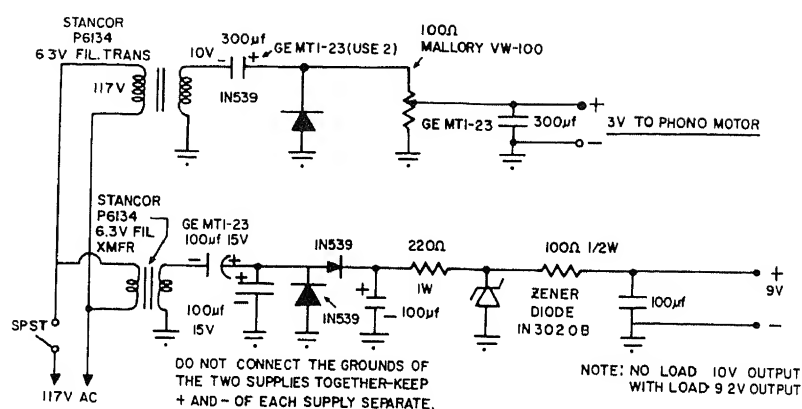 STANCOR
P6134
6.3V FIL. TRANS
117V
10V
-
300µf
+
GE MT1-23(USE 2)
1N539
100Ω
MALLORY VW-100
GE MT1-23
300µf
+
-
3V TO PHONO MOTOR
STANCOR
P6134
6.3V FIL
XMFR
GE MT1-23
100µf 15V
-
+
+
-
100µf
15V
1N539
1N539
+
-
100µf
220Ω
1W
ZENER
DIODE
IN3020B
100Ω 1/2W
100µf
+
9V
-
SPST
117V AC
DO NOT CONNECT THE GROUNDS OF
THE TWO SUPPLIES TOGETHER-KEEP
+ AND - OF EACH SUPPLY SEPARATE.
NOTE: NO LOAD 10V OUTPUT
WITH LOAD 9 2V OUTPUT